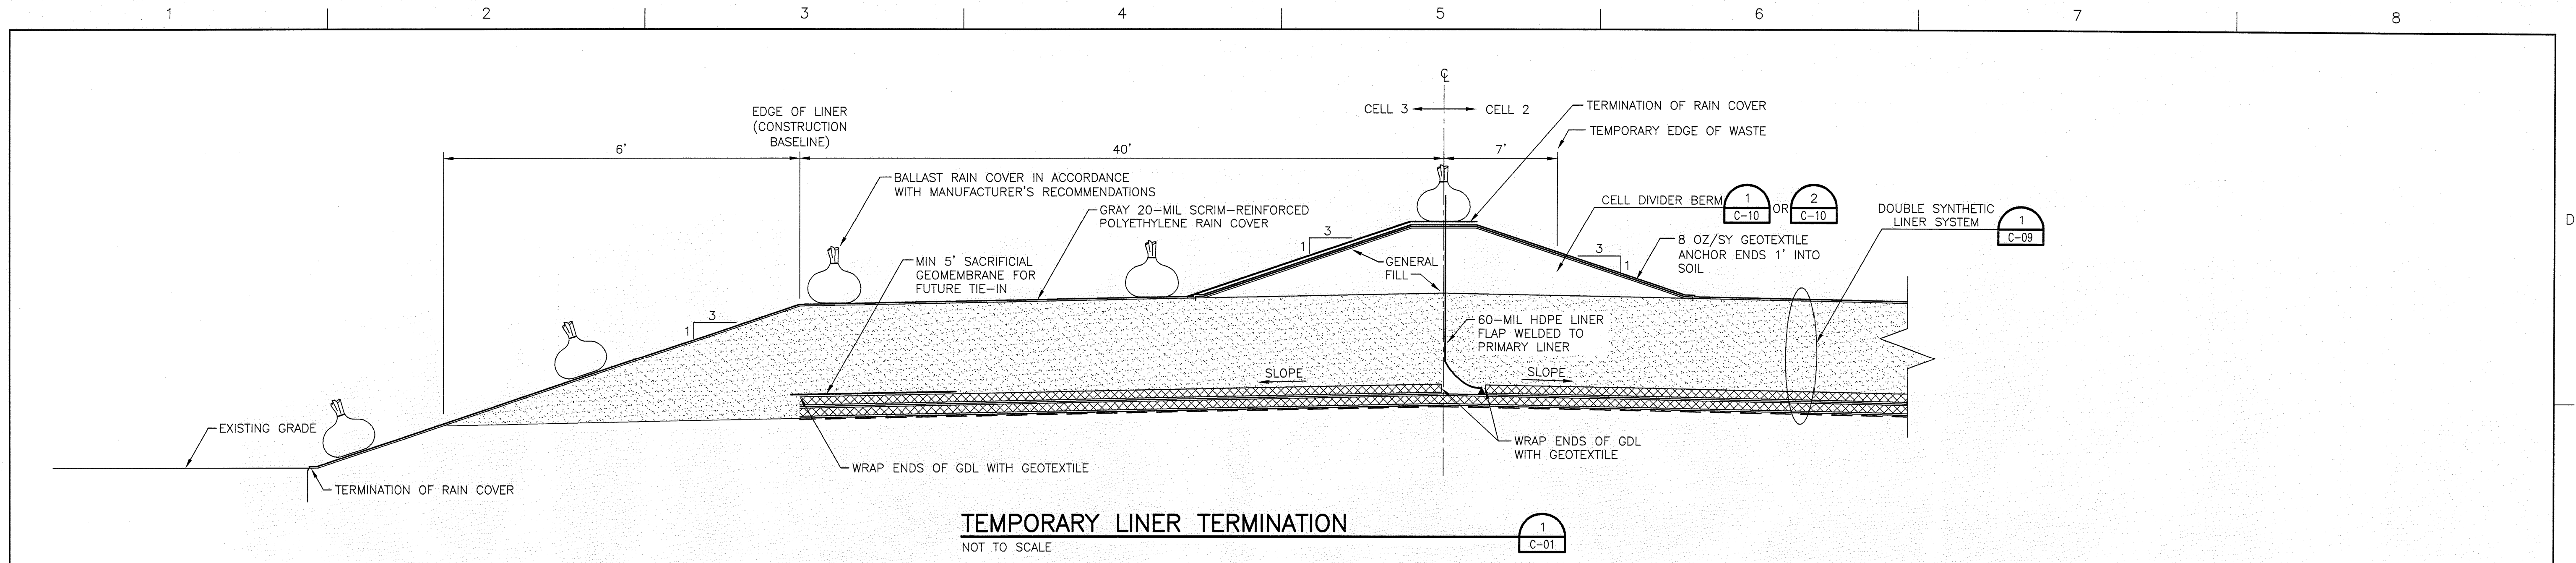 1 2 3 4 5 6 7 8
℄
CELL 3 CELL 2
EDGE OF LINER
(CONSTRUCTION
BASELINE)
TERMINATION OF RAIN COVER
TEMPORARY EDGE OF WASTE
6' 40' 7'
BALLAST RAIN COVER IN ACCORDANCE
WITH MANUFACTURER'S RECOMMENDATIONS
GRAY 20-MIL SCRIM-REINFORCED
POLYETHYLENE RAIN COVER
CELL DIVIDER BERM
1
C-10
OR
2
C-10
DOUBLE SYNTHETIC
LINER SYSTEM
1
C-09
D
3
1
3
1
8 OZ/SY GEOTEXTILE
ANCHOR ENDS 1' INTO
SOIL
GENERAL
FILL
MIN 5' SACRIFICIAL
GEOMEMBRANE FOR
FUTURE TIE-IN
3
1
60-MIL HDPE LINER
FLAP WELDED TO
PRIMARY LINER
SLOPE
SLOPE
EXISTING GRADE
WRAP ENDS OF GDL
WITH GEOTEXTILE
WRAP ENDS OF GDL WITH GEOTEXTILE
TERMINATION OF RAIN COVER
TEMPORARY LINER TERMINATION
1
C-01
NOT TO SCALE